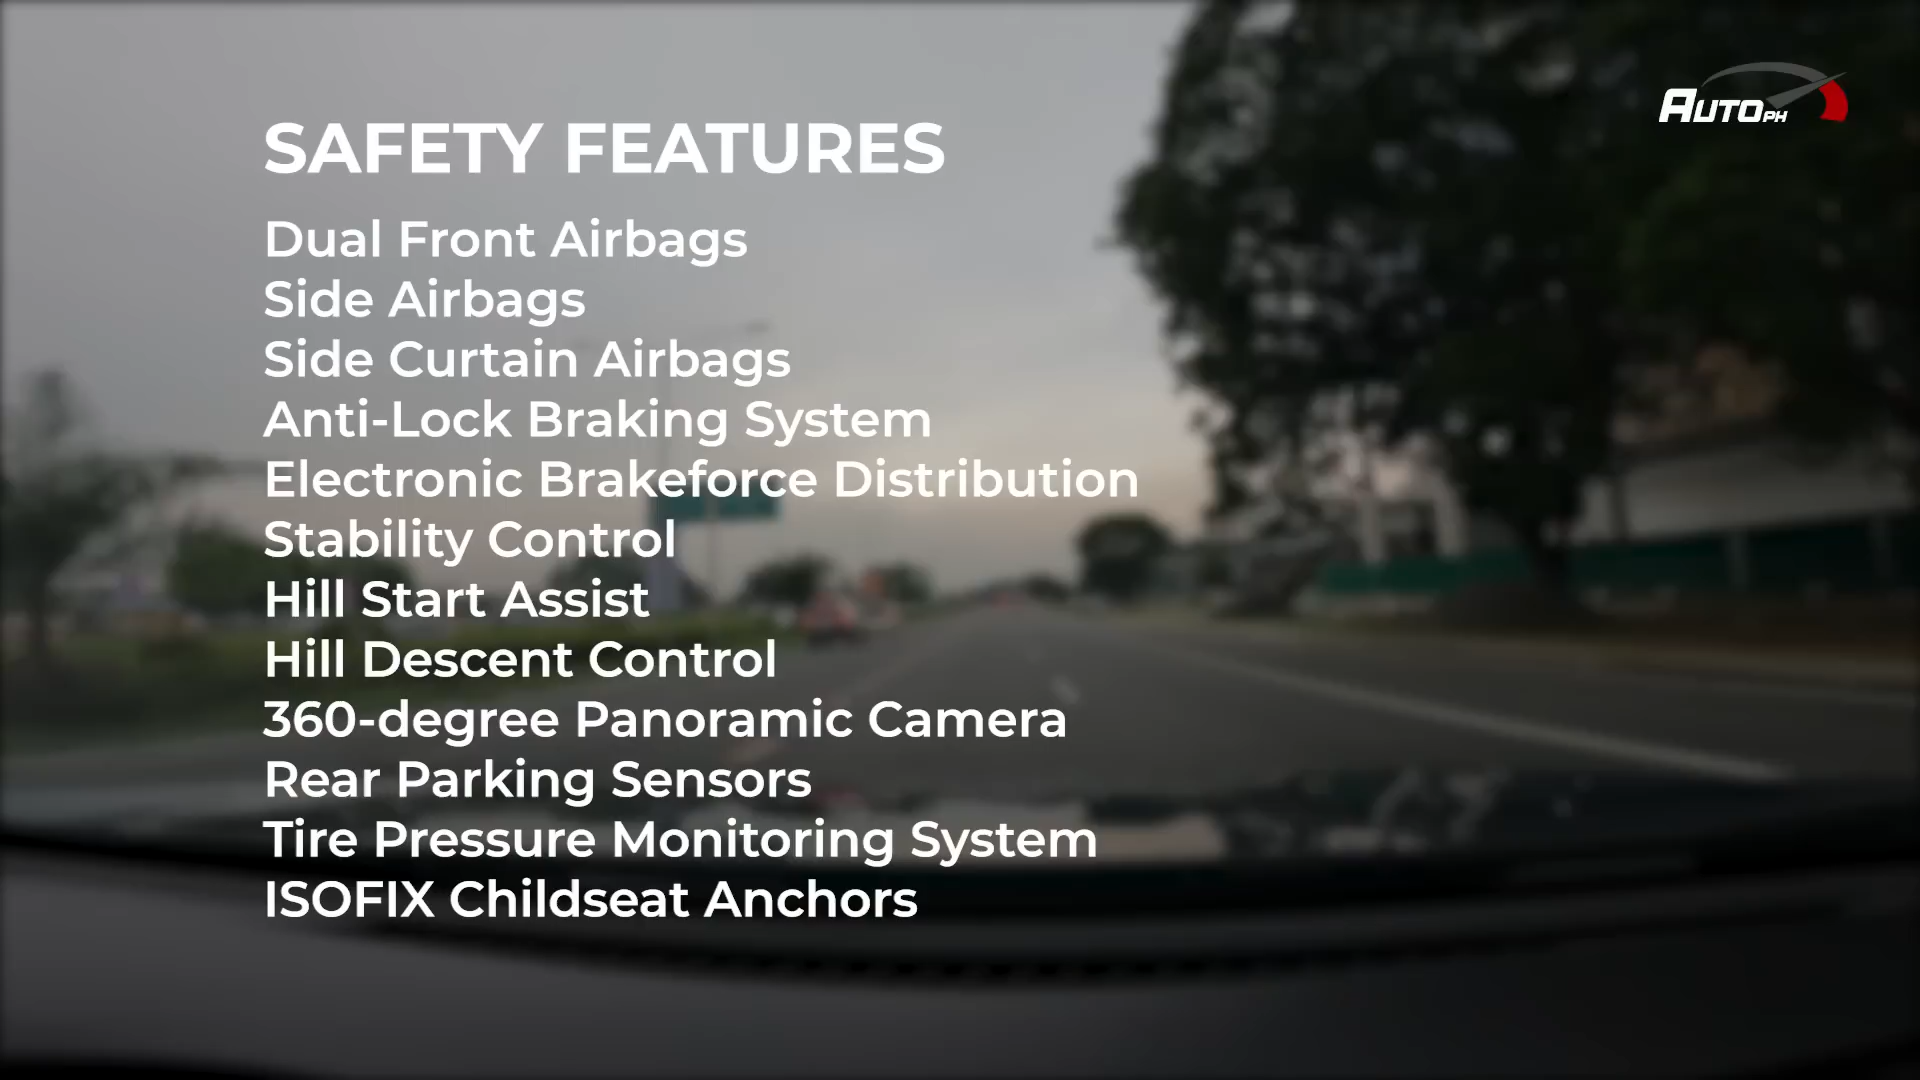 AUTOPH
SAFETY FEATURES
Dual Front Airbags
Side Airbags
Side Curtain Airbags
Anti-Lock Braking System
Electronic Brakeforce Distribution
Stability Control
Hill Start Assist
Hill Descent Control
360-degree Panoramic Camera
Rear Parking Sensors
Tire Pressure Monitoring System
ISOFIX Childseat Anchors